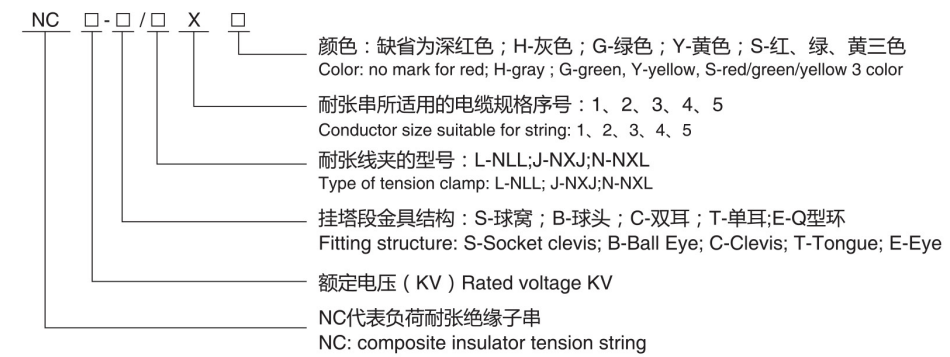 NC □-□/□ X □
颜色：缺省为深红色；H-灰色；G-绿色；Y-黄色；S-红、绿、黄三色
Color: no mark for red; H-gray ; G-green, Y-yellow, S-red/green/yellow 3 color
耐张串所适用的电缆规格序号：1、2、3、4、5
Conductor size suitable for string: 1、2、3、4、5
耐张线夹的型号：L-NLL;J-NXJ;N-NXL
Type of tension clamp: L-NLL; J-NXJ;N-NXL
挂塔段金具结构：S-球窝；B-球头；C-双耳；T-单耳;E-Q型环
Fitting structure: S-Socket clevis; B-Ball Eye; C-Clevis; T-Tongue; E-Eye
额定电压（KV）Rated voltage KV
NC代表负荷耐张绝缘子串
NC: composite insulator tension string